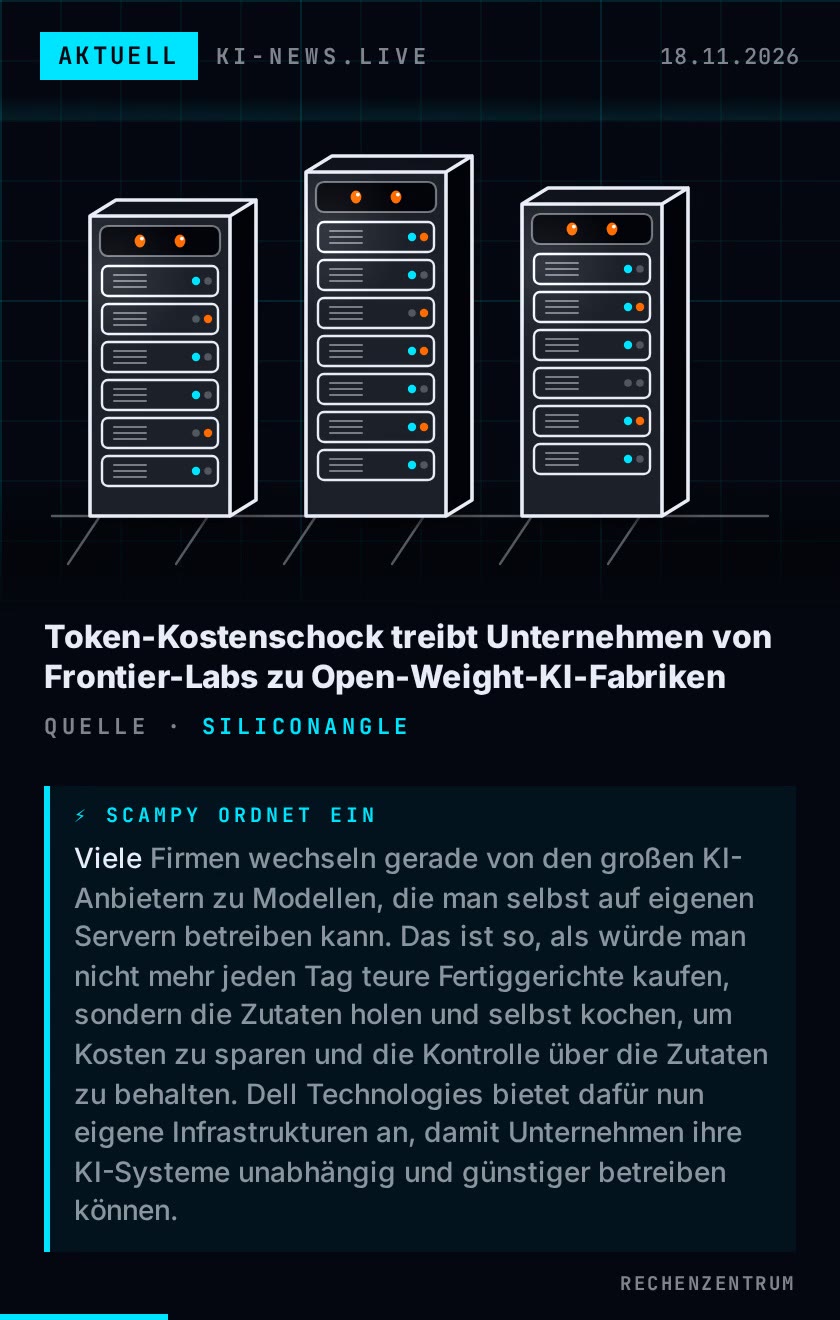 AKTUELL KI-NEWS.LIVE 18.11.2026
Token-Kostenschock treibt Unternehmen von
Frontier-Labs zu Open-Weight-KI-Fabriken
QUELLE · SILICONANGLE
⚡ SCAMPY ORDNET EIN
Viele Firmen wechseln gerade von den großen KI-
Anbietern zu Modellen, die man selbst auf eigenen
Servern betreiben kann. Das ist so, als würde man
nicht mehr jeden Tag teure Fertiggerichte kaufen,
sondern die Zutaten holen und selbst kochen, um
Kosten zu sparen und die Kontrolle über die Zutaten
zu behalten. Dell Technologies bietet dafür nun
eigene Infrastrukturen an, damit Unternehmen ihre
KI-Systeme unabhängig und günstiger betreiben
können.
RECHENZENTRUM